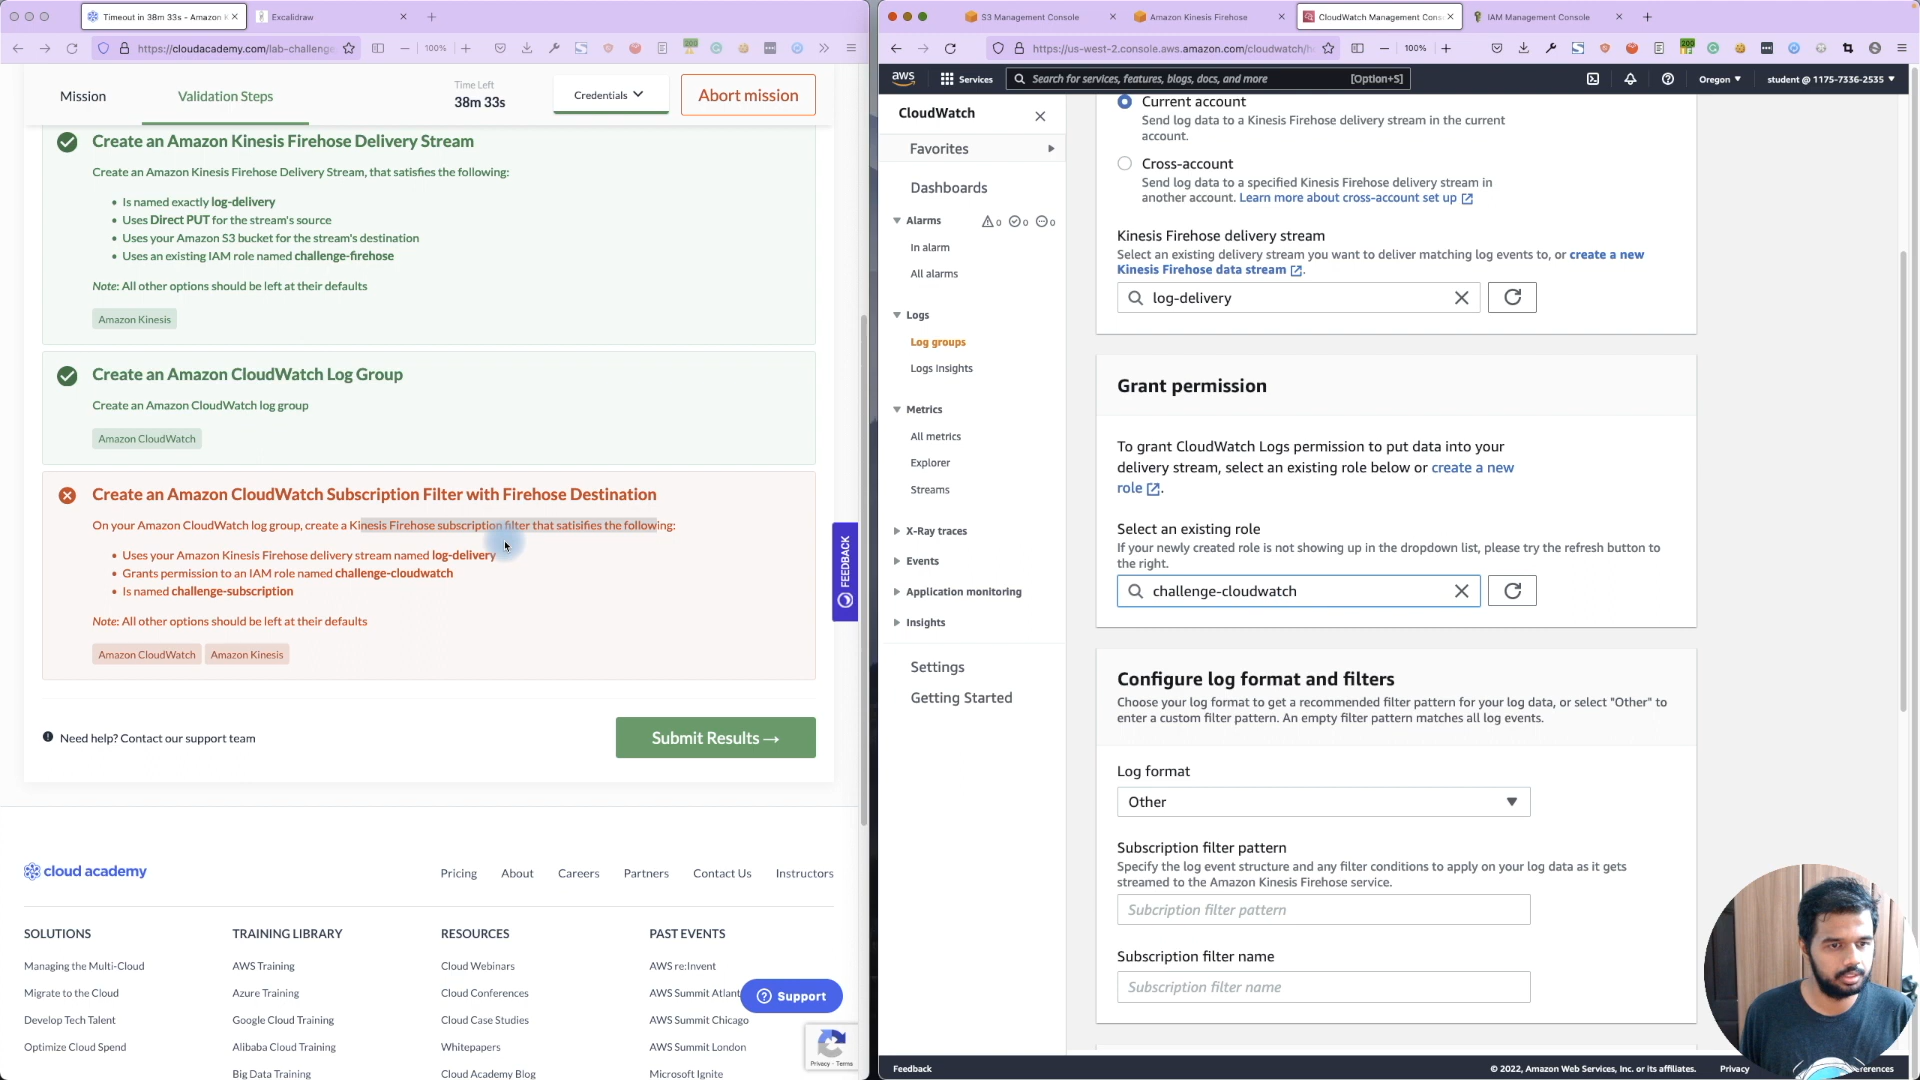 Timeout in 38m 33s - Amazon K
Excalidraw
https://cloudacademy.com/lab-challenge
100%
200
Mission
Validation Steps
Time Left
38m 33s
Credentials
Abort mission
Create an Amazon Kinesis Firehose Delivery Stream
Create an Amazon Kinesis Firehose Delivery Stream, that satisfies the following:
• Is named exactly log-delivery
• Uses Direct PUT for the stream's source
• Uses your Amazon S3 bucket for the stream's destination
• Uses an existing IAM role named challenge-firehose
Note: All other options should be left at their defaults
Amazon Kinesis
Create an Amazon CloudWatch Log Group
Create an Amazon CloudWatch log group
Amazon CloudWatch
Create an Amazon CloudWatch Subscription Filter with Firehose Destination
On your Amazon CloudWatch log group, create a Kinesis Firehose subscription filter that satisifies the following:
• Uses your Amazon Kinesis Firehose delivery stream named log-delivery
• Grants permission to an IAM role named challenge-cloudwatch
• Is named challenge-subscription
Note: All other options should be left at their defaults
Amazon CloudWatch
Amazon Kinesis
FEEDBACK
Need help? Contact our support team
Submit Results →
cloud academy
Pricing
About
Careers
Partners
Contact Us
Instructors
SOLUTIONS
TRAINING LIBRARY
RESOURCES
PAST EVENTS
Managing the Multi-Cloud
AWS Training
Cloud Webinars
AWS re:Invent
Migrate to the Cloud
Azure Training
Cloud Conferences
AWS Summit Atlant
Develop Tech Talent
Google Cloud Training
Cloud Case Studies
AWS Summit Chicago
Optimize Cloud Spend
Alibaba Cloud Training
Whitepapers
AWS Summit London
Big Data Training
Cloud Academy Blog
Microsoft Ignite
Support
Privacy - Terms
S3 Management Console
Amazon Kinesis Firehose
CloudWatch Management Cons
IAM Management Console
https://us-west-2.console.aws.amazon.com/cloudwatch/h
100%
200
aws
Services
Search for services, features, blogs, docs, and more
[Option+S]
Oregon
student @ 1175-7336-2535
CloudWatch
Favorites
Dashboards
Alarms
0
0
0
In alarm
All alarms
Logs
Log groups
Logs Insights
Metrics
All metrics
Explorer
Streams
X-Ray traces
Events
Application monitoring
Insights
Settings
Getting Started
Current account
Send log data to a Kinesis Firehose delivery stream in the current
account.
Cross-account
Send log data to a specified Kinesis Firehose delivery stream in
another account. Learn more about cross-account set up
Kinesis Firehose delivery stream
Select an existing delivery stream you want to deliver matching log events to, or create a new
Kinesis Firehose data stream.
log-delivery
Grant permission
To grant CloudWatch Logs permission to put data into your
delivery stream, select an existing role below or create a new
role.
Select an existing role
If your newly created role is not showing up in the dropdown list, please try the refresh button to
the right.
challenge-cloudwatch
Configure log format and filters
Choose your log format to get a recommended filter pattern for your log data, or select "Other" to
enter a custom filter pattern. An empty filter pattern matches all log events.
Log format
Other
Subscription filter pattern
Specify the log event structure and any filter conditions to apply on your log data as it gets
streamed to the Amazon Kinesis Firehose service.
Subcription filter pattern
Subscription filter name
Subscription filter name
Feedback
© 2022, Amazon Web Services, Inc. or its affiliates.
Privacy